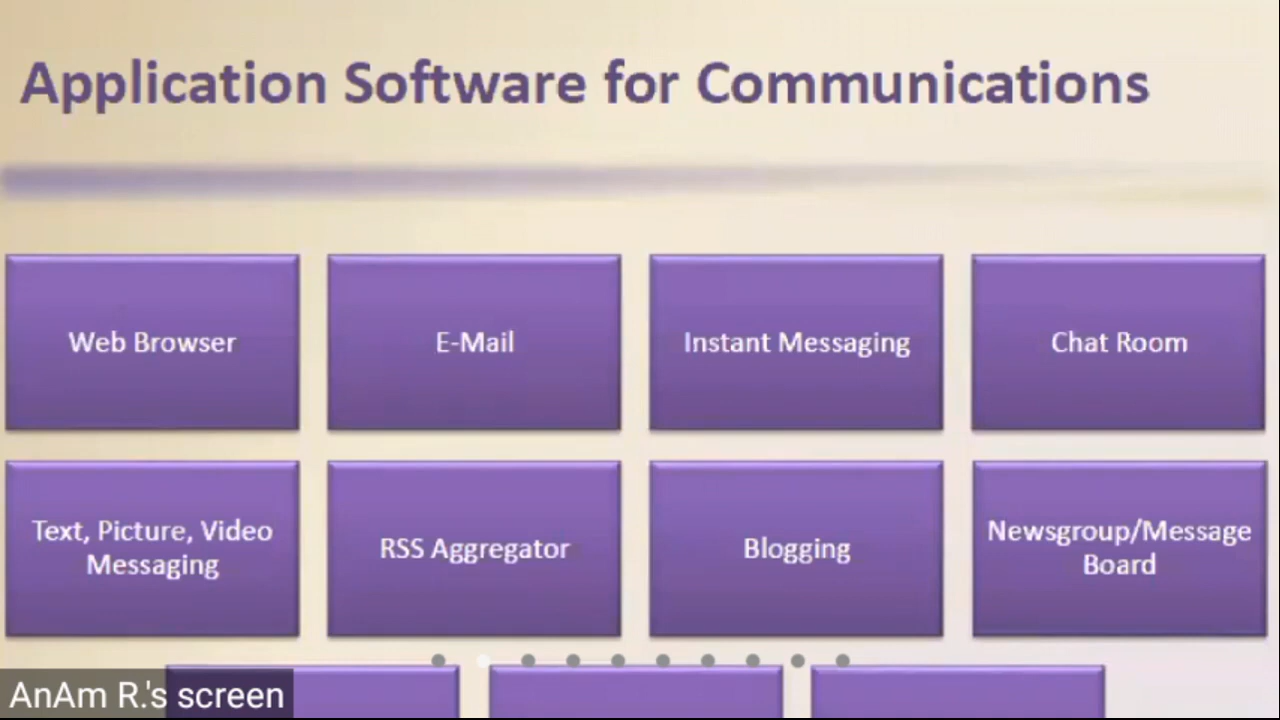 Application Software for Communications
Web Browser
E-Mail
Instant Messaging
Chat Room
Text, Picture, Video
Messaging
RSS Aggregator
Blogging
Newsgroup/Message
Board
AnAm R.'s screen